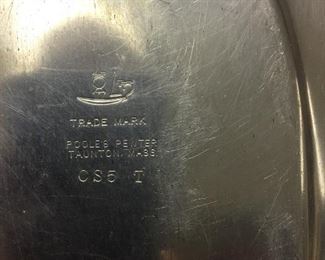 TRADE MARK
POOLE'S PEWTER
TAUNTON, MASS.
CS5 T